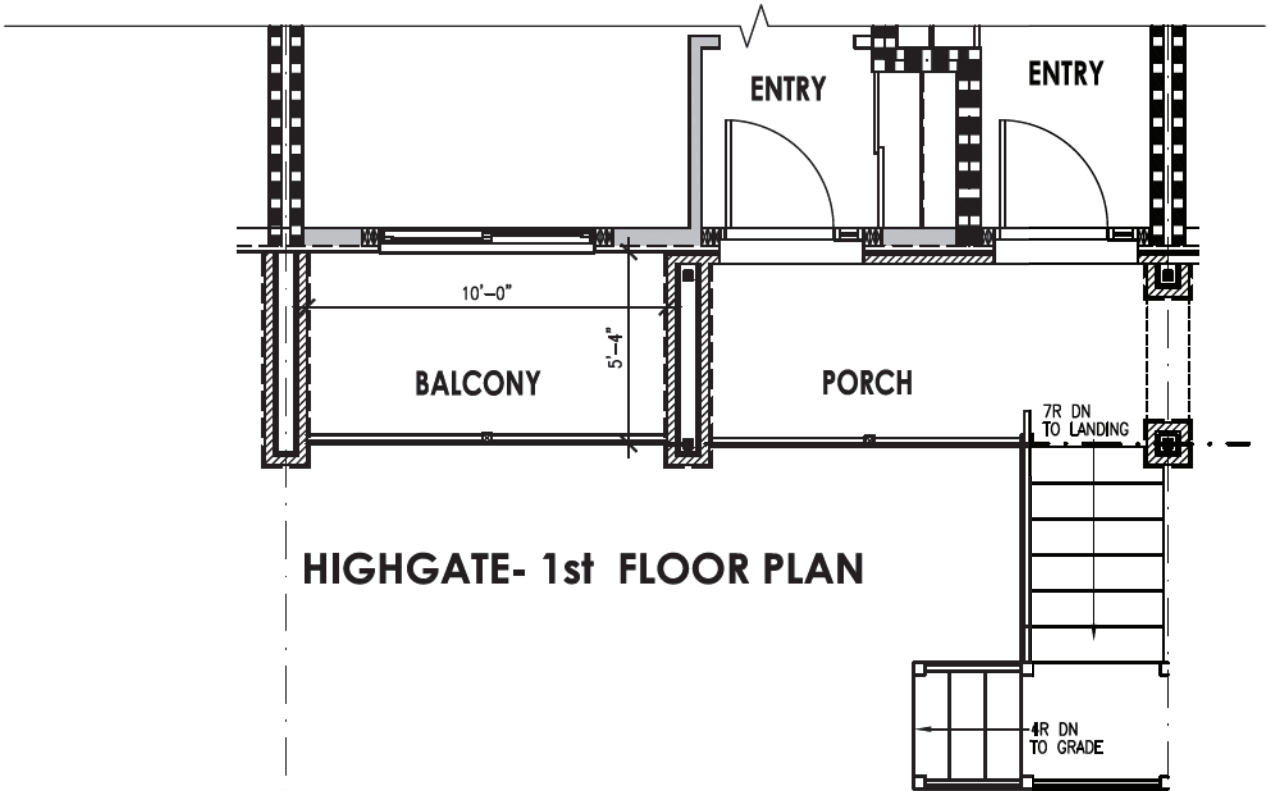 ENTRY
ENTRY
10'-0"
5'-4"
BALCONY
PORCH
7R DN
TO LANDING
HIGHGATE- 1st FLOOR PLAN
4R DN
TO GRADE